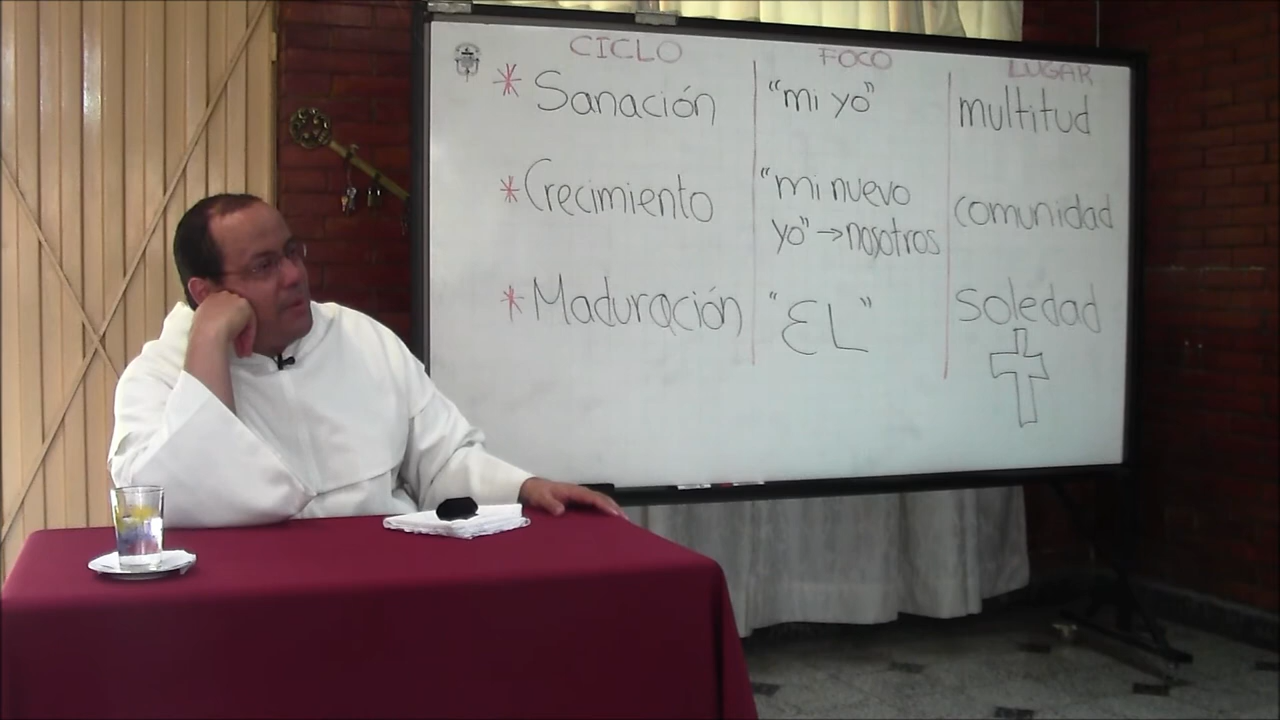 CICLO FOCO LUGAR
* Sanación "mi yo" multitud
* Crecimiento "mi nuevo yo" → nosotros comunidad
* Maduración "EL" soledad